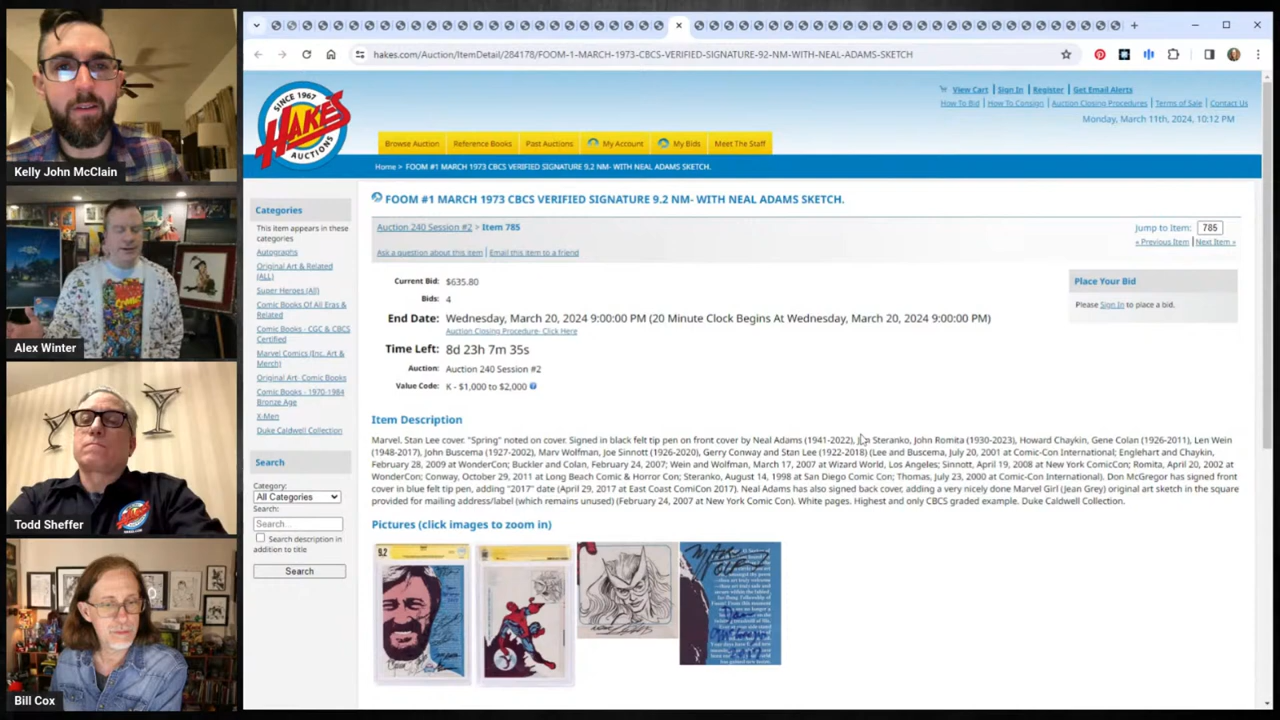 Kelly John McClain
Alex Winter
Todd Sheffer
Bill Cox
hakes.com/Auction/ItemDetail/284178/FOOM-1-MARCH-1973-CBCS-VERIFIED-SIGNATURE-92-NM-WITH-NEAL-ADAMS-SKETCH
SINCE 1967
HAKES
AUCTIONS
View Cart | Sign In | Register | Get Email Alerts
How To Bid | How To Consign | Auction Closing Procedures | Terms of Sale | Contact Us
Monday, March 11th, 2024, 10:12 PM
Browse Auction Reference Books Past Auctions My Account My Bids Meet The Staff
Home > FOOM #1 MARCH 1973 CBCS VERIFIED SIGNATURE 9.2 NM- WITH NEAL ADAMS SKETCH.
Categories
This item appears in these
categories
Autographs
Original Art & Related
(ALL)
Super Heroes (All)
Comic Books Of All Eras &
Related
Comic Books - CGC & CBCS
Certified
Marvel Comics (Inc. Art &
Merch)
Original Art- Comic Books
Comic Books - 1970-1984
Bronze Age
X-Men
Duke Caldwell Collection
Search
Category:
All Categories
Search:
Search...
Search description in
addition to title
Search
FOOM #1 MARCH 1973 CBCS VERIFIED SIGNATURE 9.2 NM- WITH NEAL ADAMS SKETCH.
Auction 240 Session #2 > Item 785
Jump to Item: 785
« Previous Item | Next Item »
Ask a question about this item | Email this item to a friend
Current Bid: $635.80
Bids: 4
End Date: Wednesday, March 20, 2024 9:00:00 PM (20 Minute Clock Begins At Wednesday, March 20, 2024 9:00:00 PM)
Auction Closing Procedure- Click Here
Time Left: 8d 23h 7m 35s
Auction: Auction 240 Session #2
Value Code: K - $1,000 to $2,000
Place Your Bid
Please Sign In to place a bid.
Item Description
Marvel. Stan Lee cover. "Spring" noted on cover. Signed in black felt tip pen on front cover by Neal Adams (1941-2022), Steranko, John Romita (1930-2023), Howard Chaykin, Gene Colan (1926-2011), Len Wein
(1948-2017), John Buscema (1927-2002), Marv Wolfman, Joe Sinnott (1926-2020), Gerry Conway and Stan Lee (1922-2018) (Lee and Buscema, July 20, 2001 at Comic-Con International; Englehart and Chaykin,
February 28, 2009 at WonderCon; Buckler and Colan, February 24, 2007; Wein and Wolfman, March 17, 2007 at Wizard World, Los Angeles; Sinnott, April 19, 2008 at New York ComicCon; Romita, April 20, 2002 at
WonderCon; Conway, October 29, 2011 at Long Beach Comic & Horror Con; Steranko, August 14, 1998 at San Diego Comic Con; Thomas, July 23, 2000 at Comic-Con International). Don McGregor has signed front
cover in blue felt tip pen, adding "2017" date (April 29, 2017 at East Coast ComiCon 2017). Neal Adams has also signed back cover, adding a very nicely done Marvel Girl (Jean Grey) original art sketch in the square
provided for mailing address/label (which remains unused) (February 24, 2007 at New York Comic Con). White pages. Highest and only CBCS graded example. Duke Caldwell Collection.
Pictures (click images to zoom in)
9.2